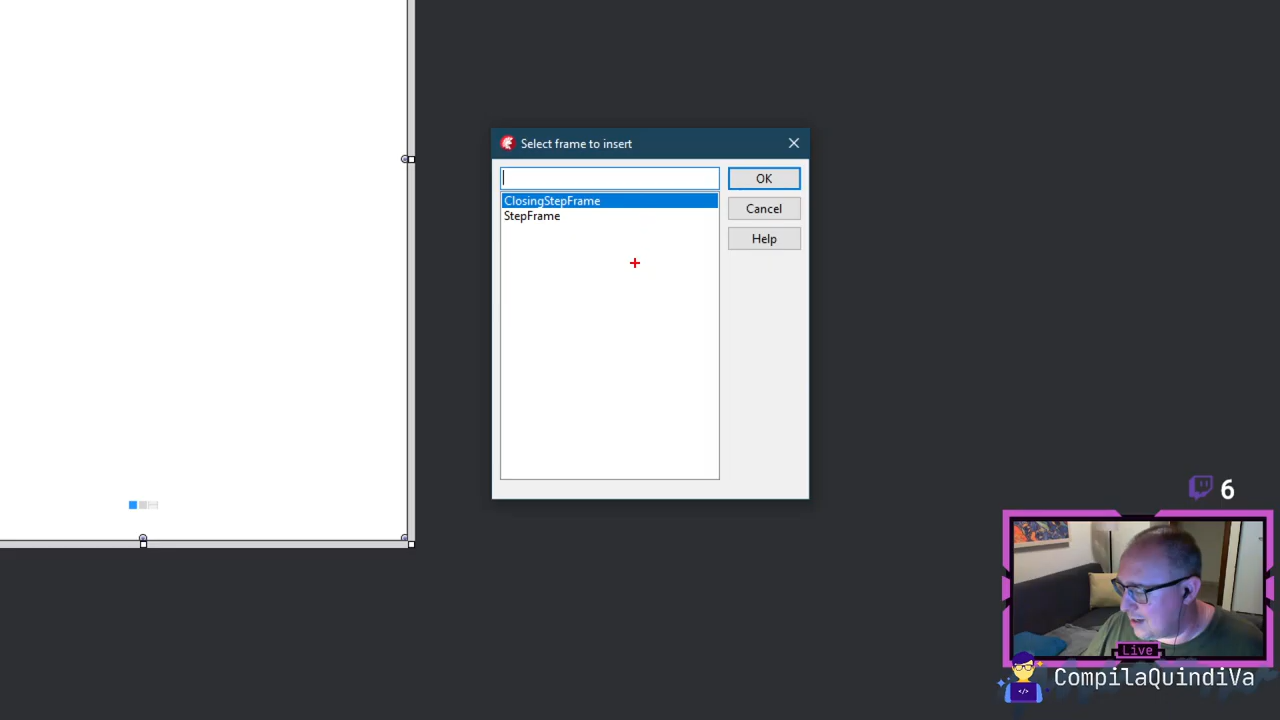 Select frame to insert
OK
ClosingStepFrame
StepFrame
Cancel
Help
6
Live
CompilaQuindiVa